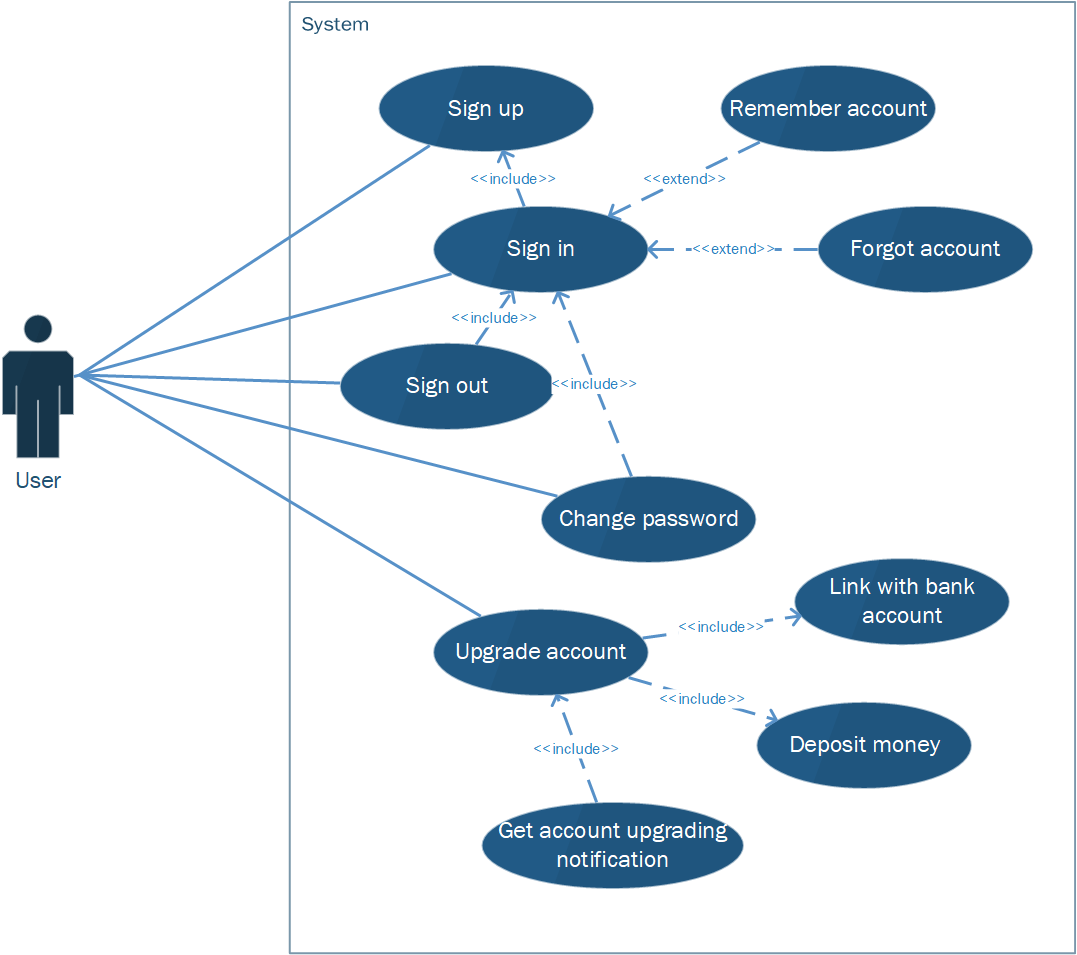 System
Sign up
Remember account
<<include>>
<<extend>>
Sign in
<<extend>>
Forgot account
<<include>>
Sign out
<<include>>
User
Change password
Link with bank
account
<<include>>
Upgrade account
<<include>>
Deposit money
<<include>>
Get account upgrading
notification